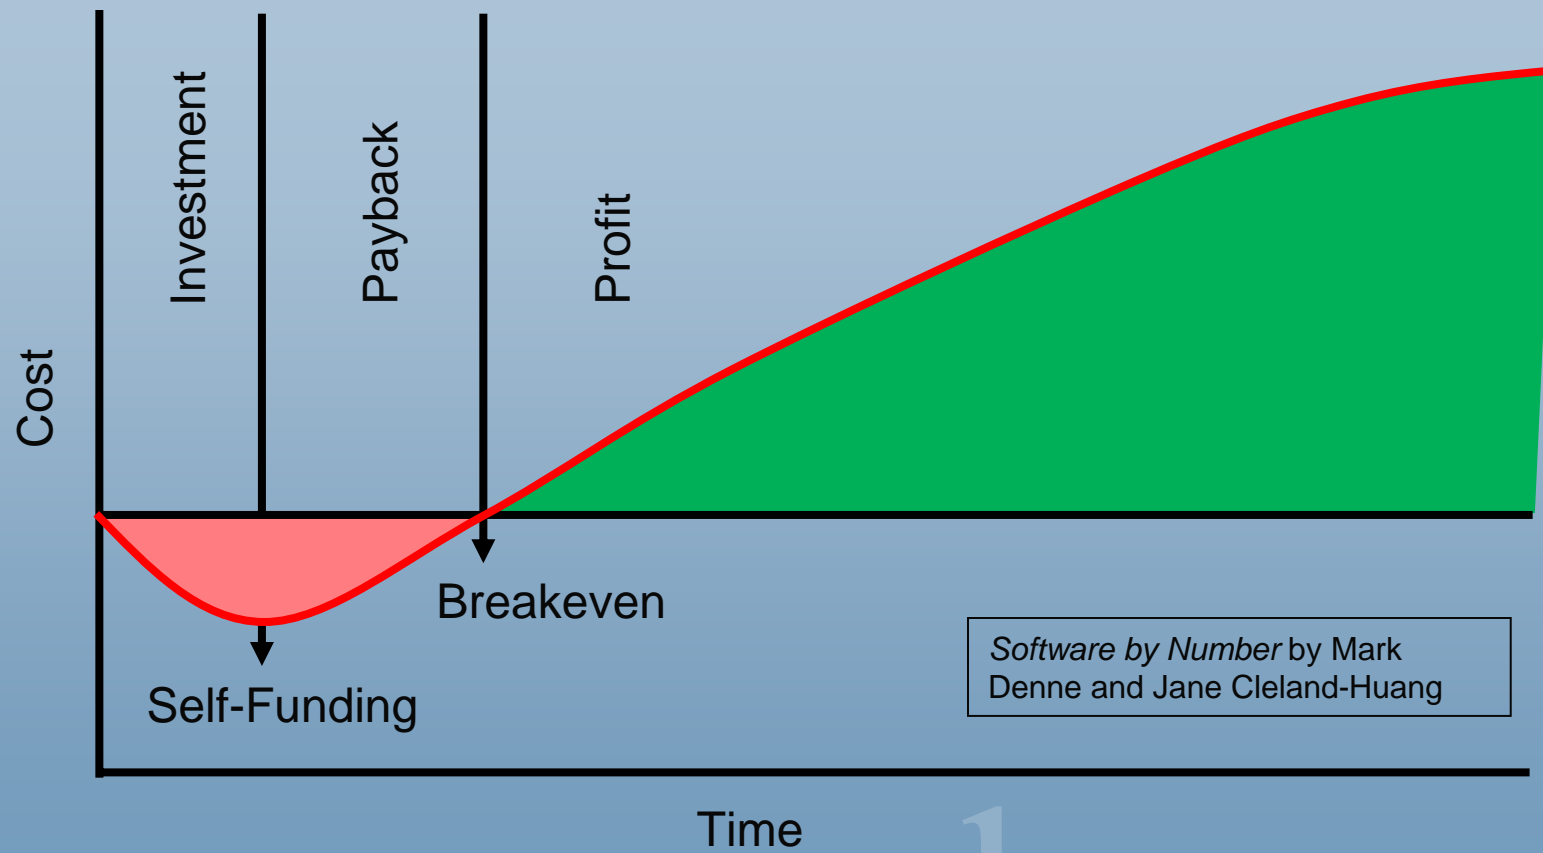 Investment
Payback
Profit
Cost
Breakeven
Self-Funding
Software by Number by Mark
Denne and Jane Cleland-Huang
Time